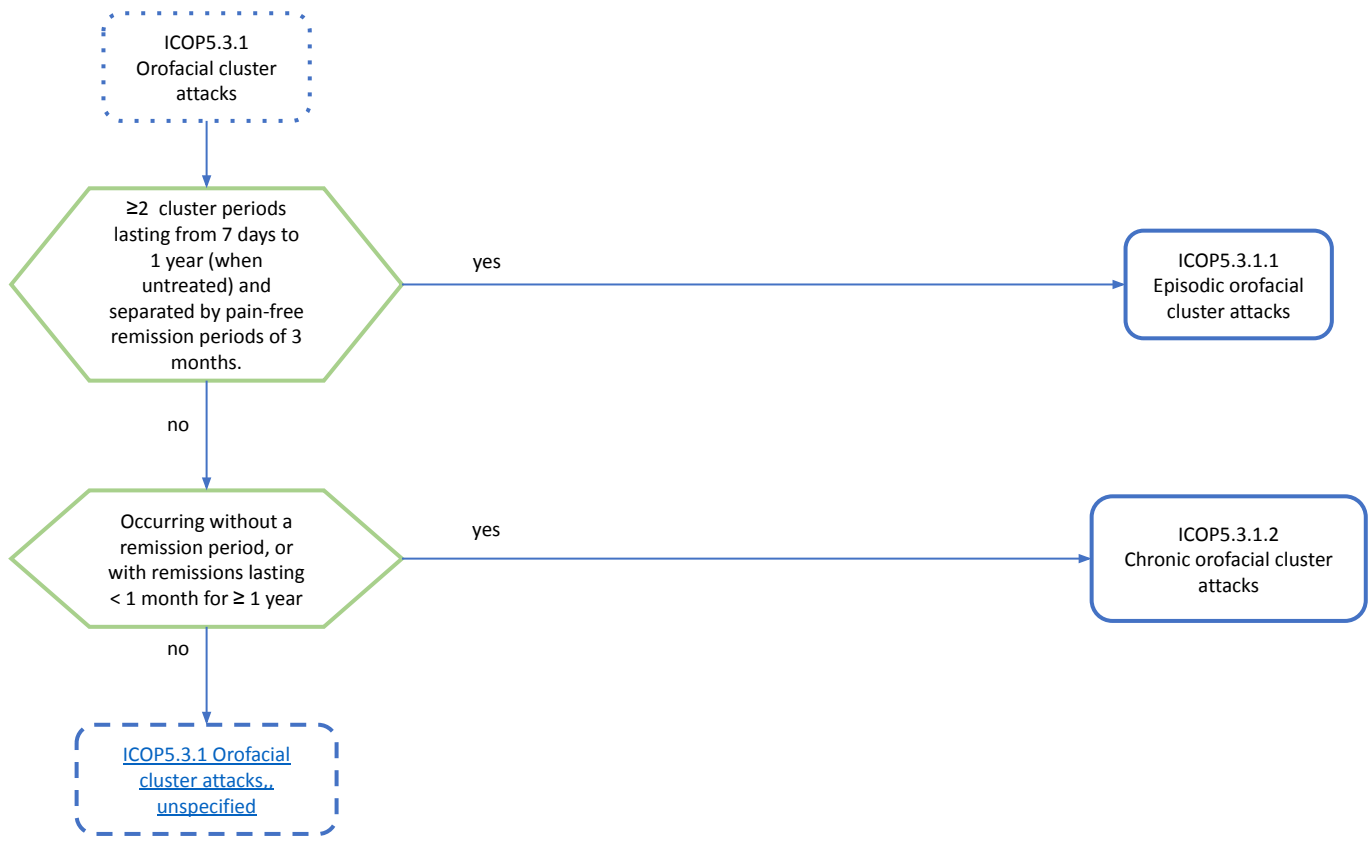 ICOP5.3.1
Orofacial cluster
attacks
≥2  cluster periods
lasting from 7 days to
1 year (when
untreated) and
separated by pain-free
remission periods of 3
months.
yes
ICOP5.3.1.1
Episodic orofacial
cluster attacks
no
Occurring without a
remission period, or
with remissions lasting
< 1 month for ≥ 1 year
yes
ICOP5.3.1.2
Chronic orofacial cluster
attacks
no
ICOP5.3.1 Orofacial
cluster attacks,,
unspecified